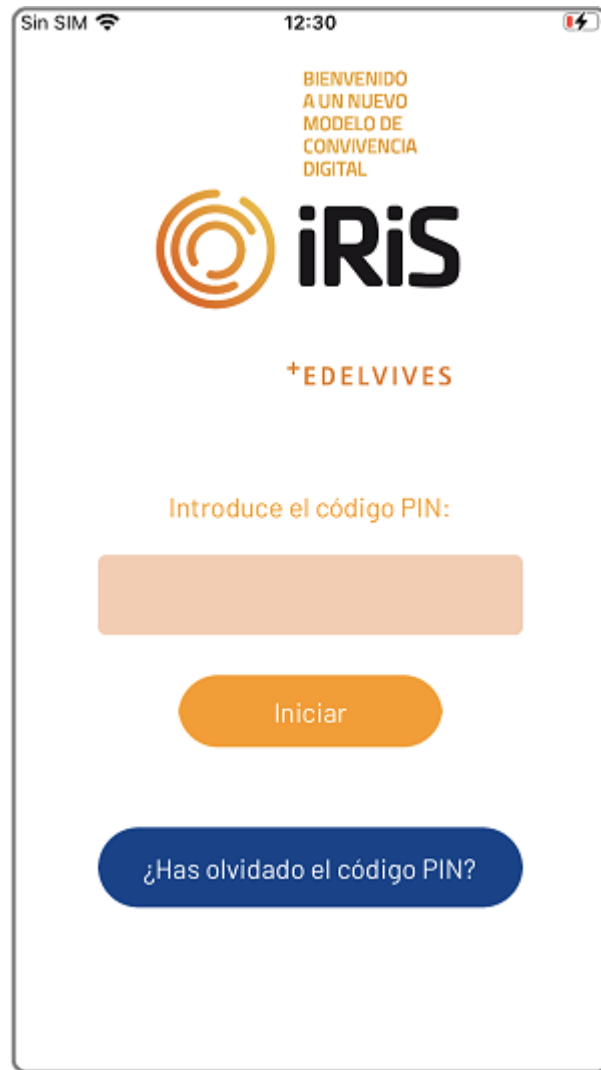 Sin SIM 12:30
BIENVENIDO
A UN NUEVO
MODELO DE
CONVIVENCIA
DIGITAL
iRiS
+EDELVIVES
Introduce el código PIN:
Iniciar
¿Has olvidado el código PIN?